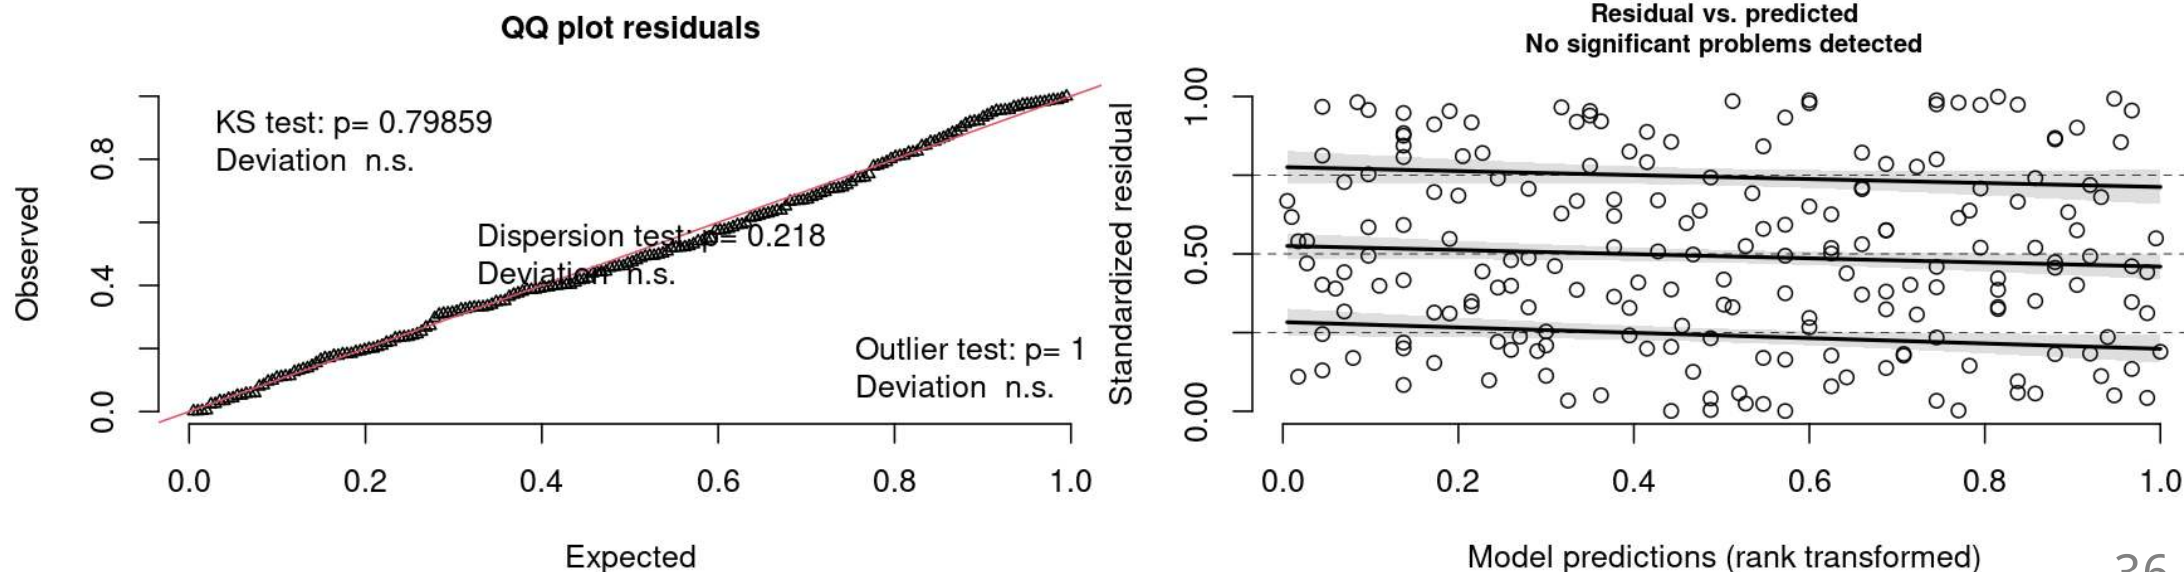 QQ plot residuals
KS test: p= 0.79859
Deviation n.s.
Dispersion test: p= 0.218
Deviation n.s.
Outlier test: p= 1
Deviation n.s.
Observed
0.0
0.4
0.8
0.0
0.2
0.4
0.6
0.8
1.0
Expected
Residual vs. predicted
No significant problems detected
Standardized residual
0.00
0.50
1.00
0.0
0.2
0.4
0.6
0.8
1.0
Model predictions (rank transformed)
36